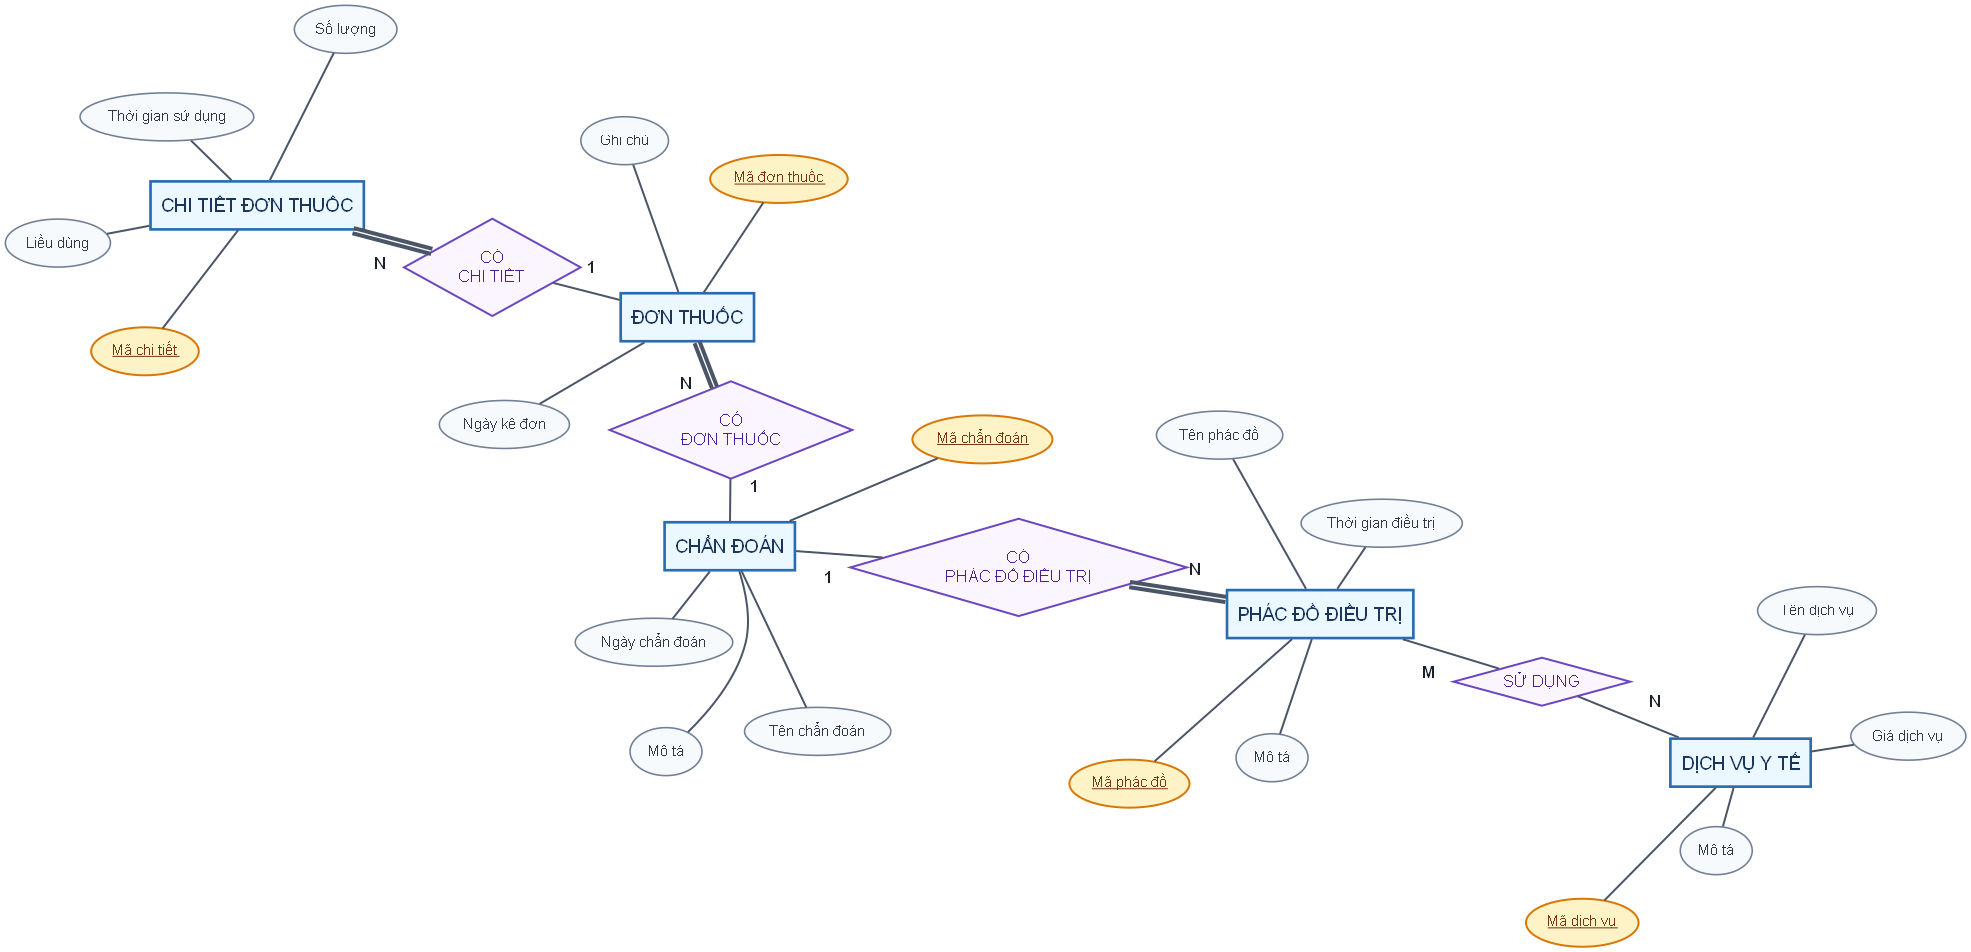 Số lượng
Thời gian sử dụng
CHI TIẾT ĐƠN THUỐC
Liều dùng
Mã chi tiết
N
CÓ
CHI TIẾT
1
Ghi chú
Mã đơn thuốc
ĐƠN THUỐC
Ngày kê đơn
N
CÓ
ĐƠN THUỐC
1
Mã chẩn đoán
CHẨN ĐOÁN
Ngày chẩn đoán
Mô tả
Tên chẩn đoán
1
CÓ
PHÁC ĐỒ ĐIỀU TRỊ
N
Tên phác đồ
Thời gian điều trị
PHÁC ĐỒ ĐIỀU TRỊ
Mã phác đồ
Mô tả
M
SỬ DỤNG
N
Tên dịch vụ
Giá dịch vụ
DỊCH VỤ Y TẾ
Mô tả
Mã dịch vụ